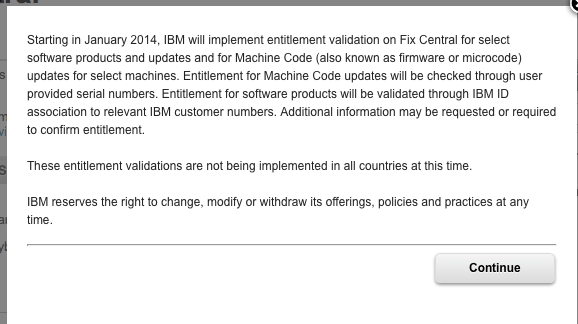 Starting in January 2014, IBM will implement entitlement validation on Fix Central for select
software products and updates and for Machine Code (also known as firmware or microcode)
updates for select machines. Entitlement for Machine Code updates will be checked through user
provided serial numbers. Entitlement for software products will be validated through IBM ID
association to relevant IBM customer numbers. Additional information may be requested or required
to confirm entitlement.
These entitlement validations are not being implemented in all countries at this time.
IBM reserves the right to change, modify or withdraw its offerings, policies and practices at any
time.
Continue